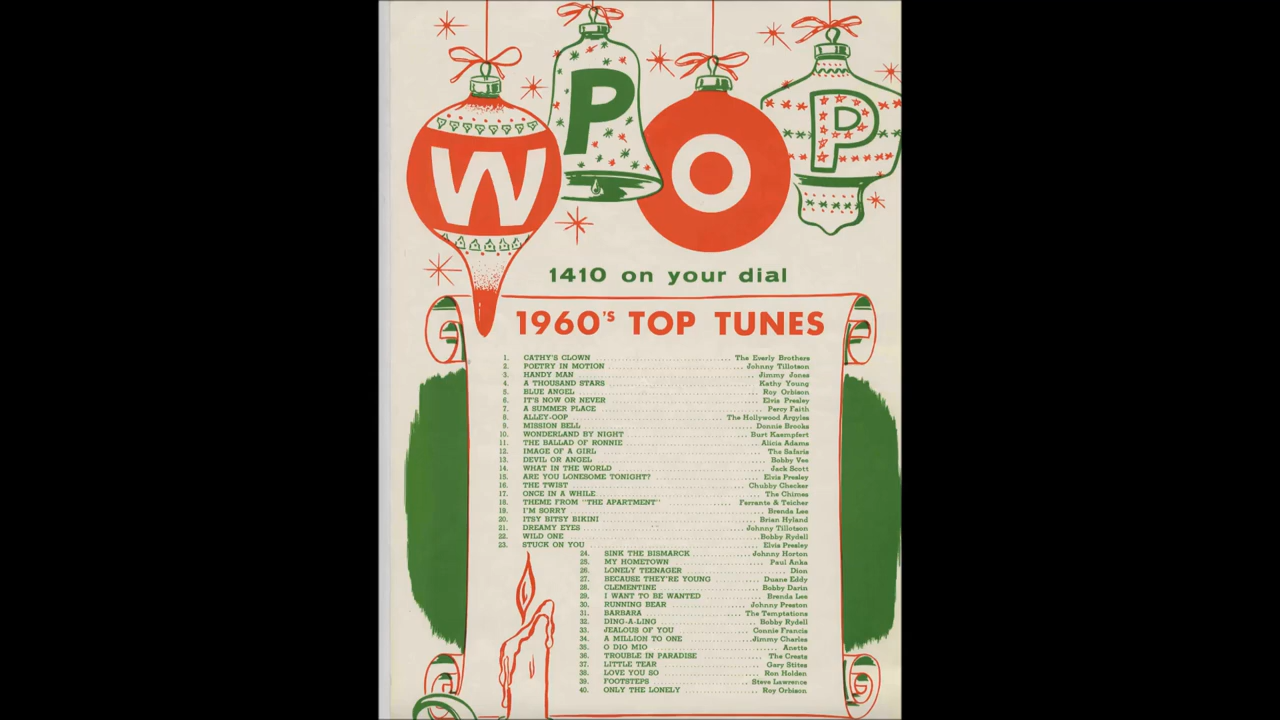 W P O P
1410 on your dial
1960's TOP TUNES
1. CATHY'S CLOWN The Everly Brothers
2. POETRY IN MOTION Johnny Tillotson
3. HANDY MAN Jimmy Jones
4. A THOUSAND STARS Kathy Young
5. BLUE ANGEL Roy Orbison
6. IT'S NOW OR NEVER Elvis Presley
7. A SUMMER PLACE Percy Faith
8. ALLEY-OOP The Hollywood Argyles
9. MISSION BELL Donnie Brooks
10. WONDERLAND BY NIGHT Burt Kaempfert
11. THE BALLAD OF RONNIE Alicia Adams
12. IMAGE OF A GIRL The Safaris
13. DEVIL OR ANGEL Bobby Vee
14. WHAT IN THE WORLD Jack Scott
15. ARE YOU LONESOME TONIGHT? Elvis Presley
16. THE TWIST Chubby Checker
17. ONCE IN A WHILE The Chimes
18. THEME FROM "THE APARTMENT" Ferrante & Teicher
19. I'M SORRY Brenda Lee
20. ITSY BITSY BIKINI Brian Hyland
21. DREAMY EYES Johnny Tillotson
22. WILD ONE Bobby Rydell
23. STUCK ON YOU Elvis Presley
24. SINK THE BISMARCK Johnny Horton
25. MY HOMETOWN Paul Anka
26. LONELY TEENAGER Dion
27. BECAUSE THEY'RE YOUNG Duane Eddy
28. CLEMENTINE Bobby Darin
29. I WANT TO BE WANTED Brenda Lee
30. RUNNING BEAR Johnny Preston
31. BARBARA The Temptations
32. DING-A-LING Bobby Rydell
33. JEALOUS OF YOU Connie Francis
34. A MILLION TO ONE Jimmy Charles
35. O DIO MIO Anette
36. TROUBLE IN PARADISE The Crests
37. LITTLE TEAR Gary Stites
38. LOVE YOU SO Ron Holden
39. FOOTSTEPS Steve Lawrence
40. ONLY THE LONELY Roy Orbison